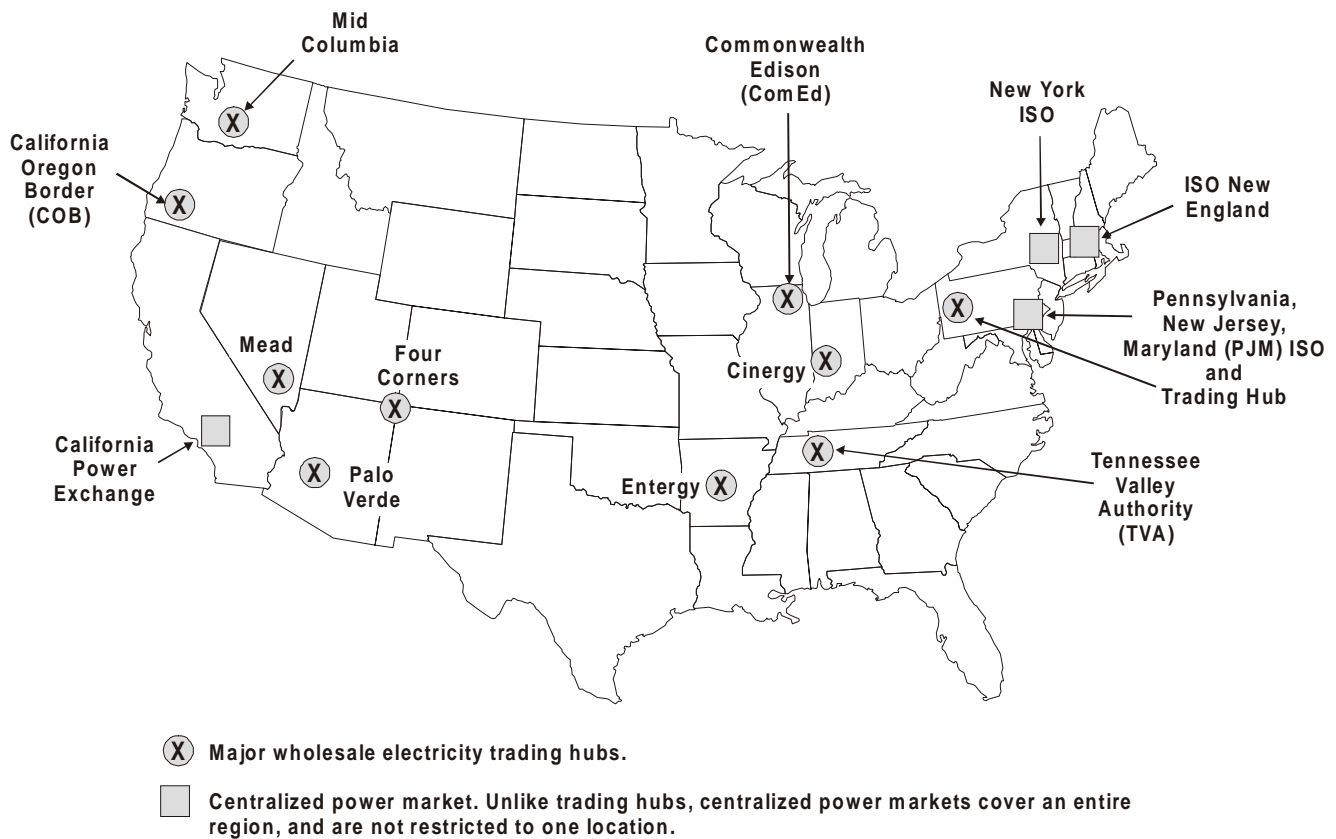 Mid
Columbia
Commonwealth
Edison
(ComEd)
New York
ISO
California
Oregon
Border
(COB)
ISO New
England
X
X
X
X
Pennsylvania,
New Jersey,
Maryland (PJM) ISO
and
Trading Hub
Mead
X
Four
Corners
X
Cinergy
X
California
Power
Exchange
X
Palo
Verde
Entergy
X
X
Tennessee
Valley
Authority
(TVA)
X Major wholesale electricity trading hubs.
Centralized power market. Unlike trading hubs, centralized power markets cover an entire
region, and are not restricted to one location.